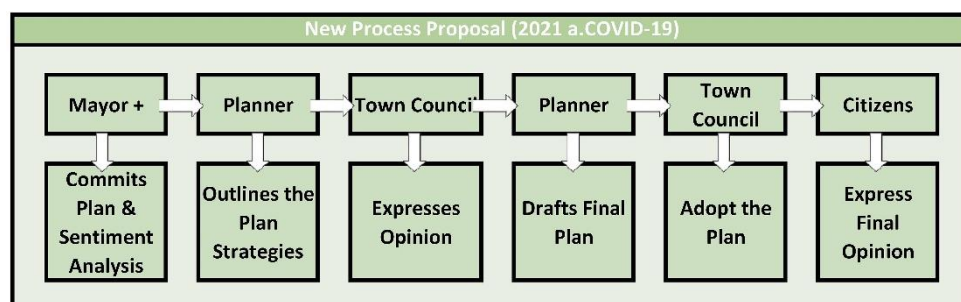 New Process Proposal (2021 a.COVID-19)
Mayor +
Planner
Town Council
Planner
Town
Council
Citizens
Commits
Plan &
Sentiment
Analysis
Outlines the
Plan
Strategies
Expresses
Opinion
Drafts Final
Plan
Adopt the
Plan
Express
Final
Opinion